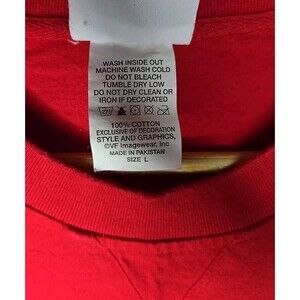 WASH INSIDE OUT
MACHINE WASH COLD
DO NOT BLEACH
TUMBLE DRY LOW
DO NOT DRY CLEAN OR
IRON IF DECORATED
100% COTTON
EXCLUSIVE OF DECORATION
STYLE AND GRAPHICS,
©VF Imagewear, Inc
MADE IN PAKISTAN
SIZE L